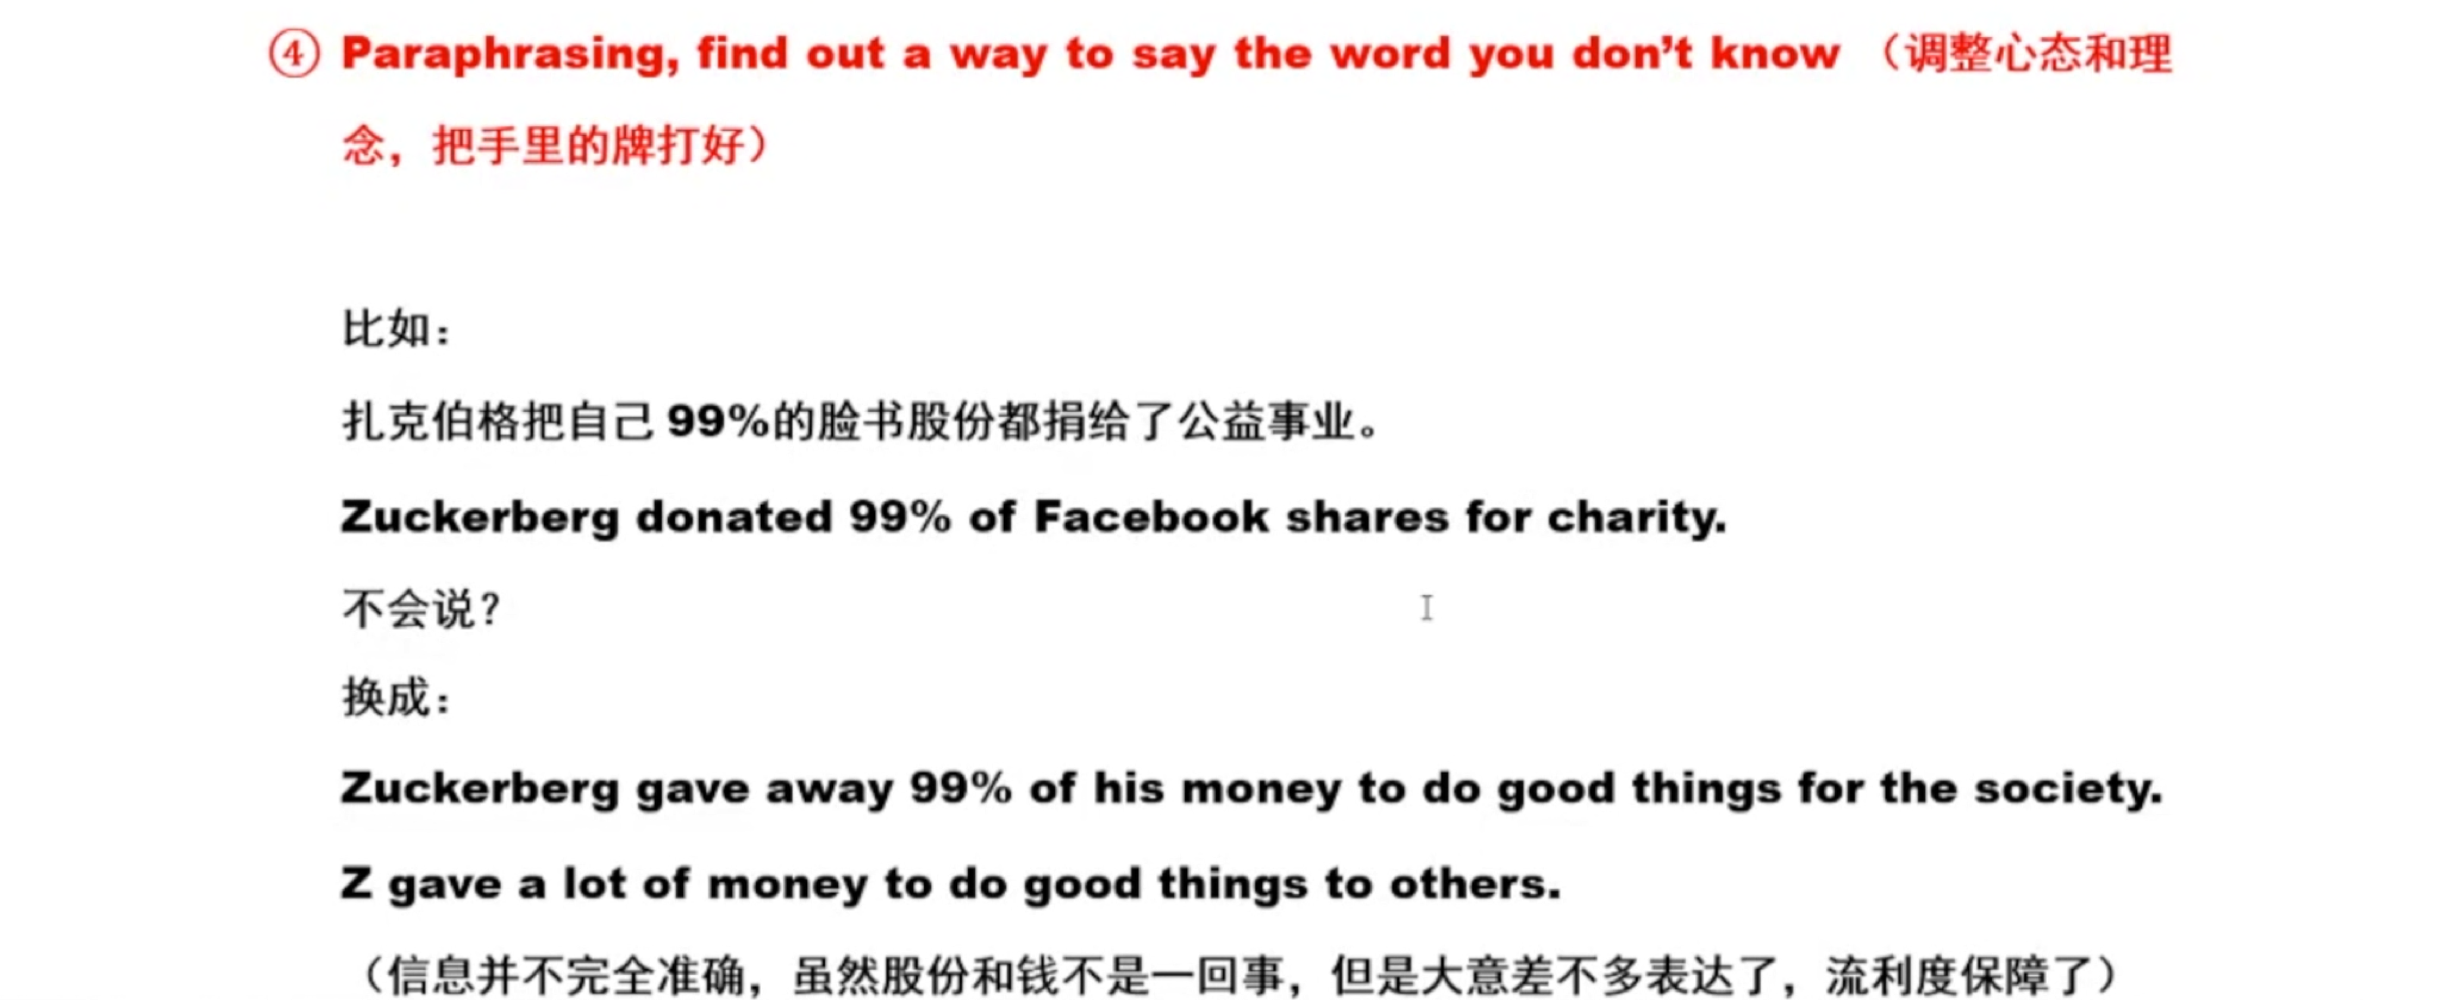 ④ Paraphrasing, find out a way to say the word you don't know （调整心态和理
念，把手里的牌打好）
比如：
扎克伯格把自己 99%的脸书股份都捐给了公益事业。
Zuckerberg donated 99% of Facebook shares for charity.
不会说？
换成：
Zuckerberg gave away 99% of his money to do good things for the society.
Z gave a lot of money to do good things to others.
（信息并不完全准确，虽然股份和钱不是一回事，但是大意差不多表达了，流利度保障了）